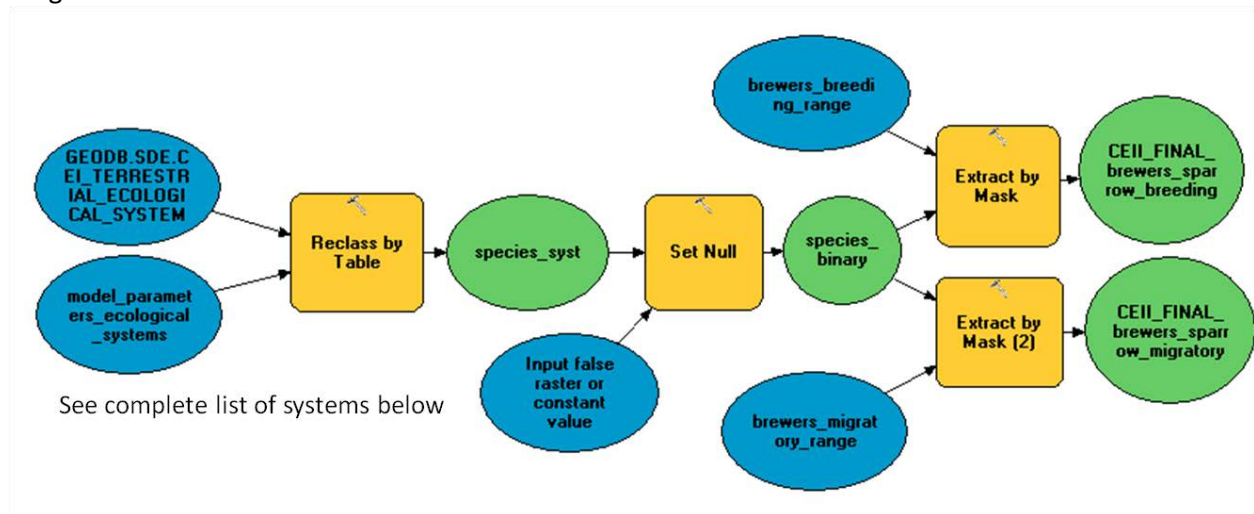 brewers_breedi
ng_range
GEODB.SDE.C
EI_TERRESTR
IAL_ECOLOGI
CAL_SYSTEM
Extract by
Mask
CEII_FINAL_
brewers_spar
row_breeding
Reclass by
Table
species_syst
Set Null
species_
binary
model_paramet
ers_ecological
_systems
Extract by
Mask (2)
CEII_FINAL_
brewers_sparr
ow_migratory
Input false
raster or
constant
value
See complete list of systems below
brewers_migrat
ory_range